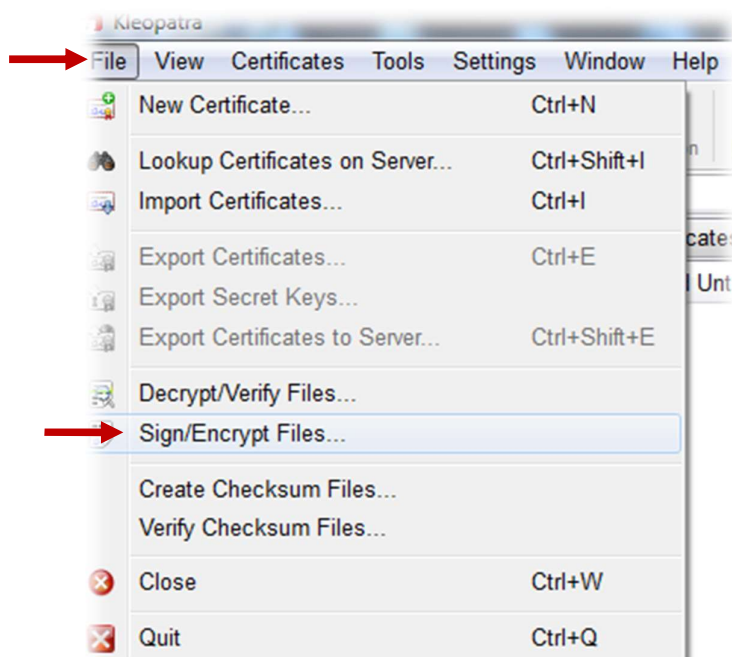 Kleopatra
File View Certificates Tools Settings Window Help
New Certificate... Ctrl+N
Lookup Certificates on Server... Ctrl+Shift+I
Import Certificates... Ctrl+I
Export Certificates... Ctrl+E
Export Secret Keys...
Export Certificates to Server... Ctrl+Shift+E
Decrypt/Verify Files...
Sign/Encrypt Files...
Create Checksum Files...
Verify Checksum Files...
Close Ctrl+W
Quit Ctrl+Q